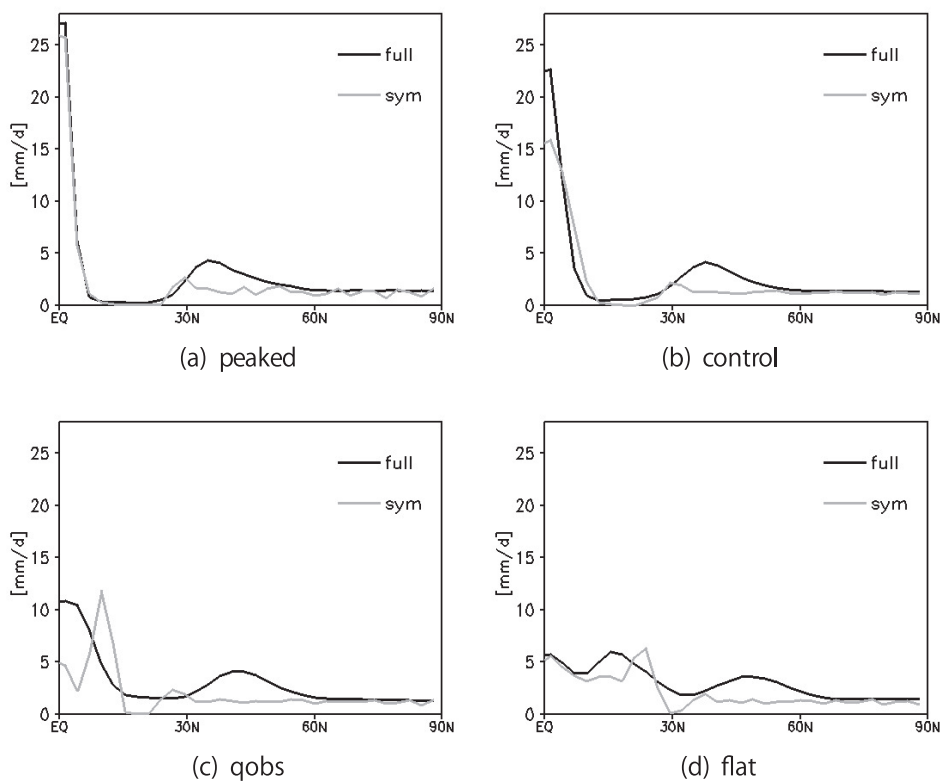 25
20
15
10
5
0
[mm/d]
full
sym
EQ 30N 60N 90N
(a) peaked
25
20
15
10
5
0
[mm/d]
full
sym
EQ 30N 60N 90N
(b) control
25
20
15
10
5
0
[mm/d]
full
sym
EQ 30N 60N 90N
(c) qobs
25
20
15
10
5
0
[mm/d]
full
sym
EQ 30N 60N 90N
(d) flat